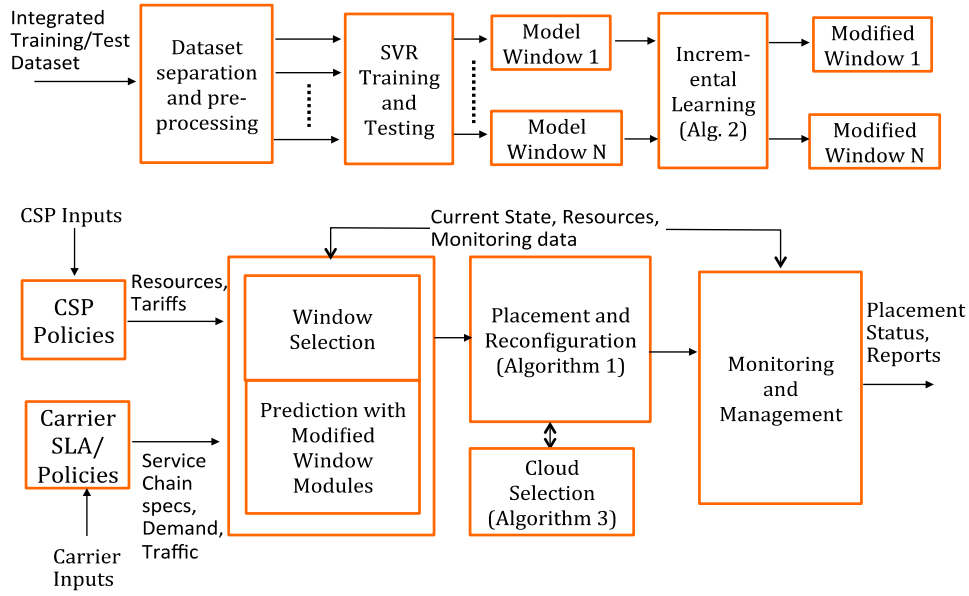 Integrated
Training/Test
Dataset
Dataset
separation
and pre-
processing
SVR
Training
and
Testing
Model
Window 1
Model
Window N
Increm-
ental
Learning
(Alg. 2)
Modified
Window 1
Modified
Window N
CSP Inputs
CSP
Policies
Resources,
Tariffs
Carrier
SLA/
Policies
Carrier
Inputs
Service
Chain
specs,
Demand,
Traffic
Current State, Resources,
Monitoring data
Window
Selection
Prediction with
Modified
Window
Modules
Placement and
Reconfiguration
(Algorithm 1)
Cloud
Selection
(Algorithm 3)
Monitoring
and
Management
Placement
Status,
Reports